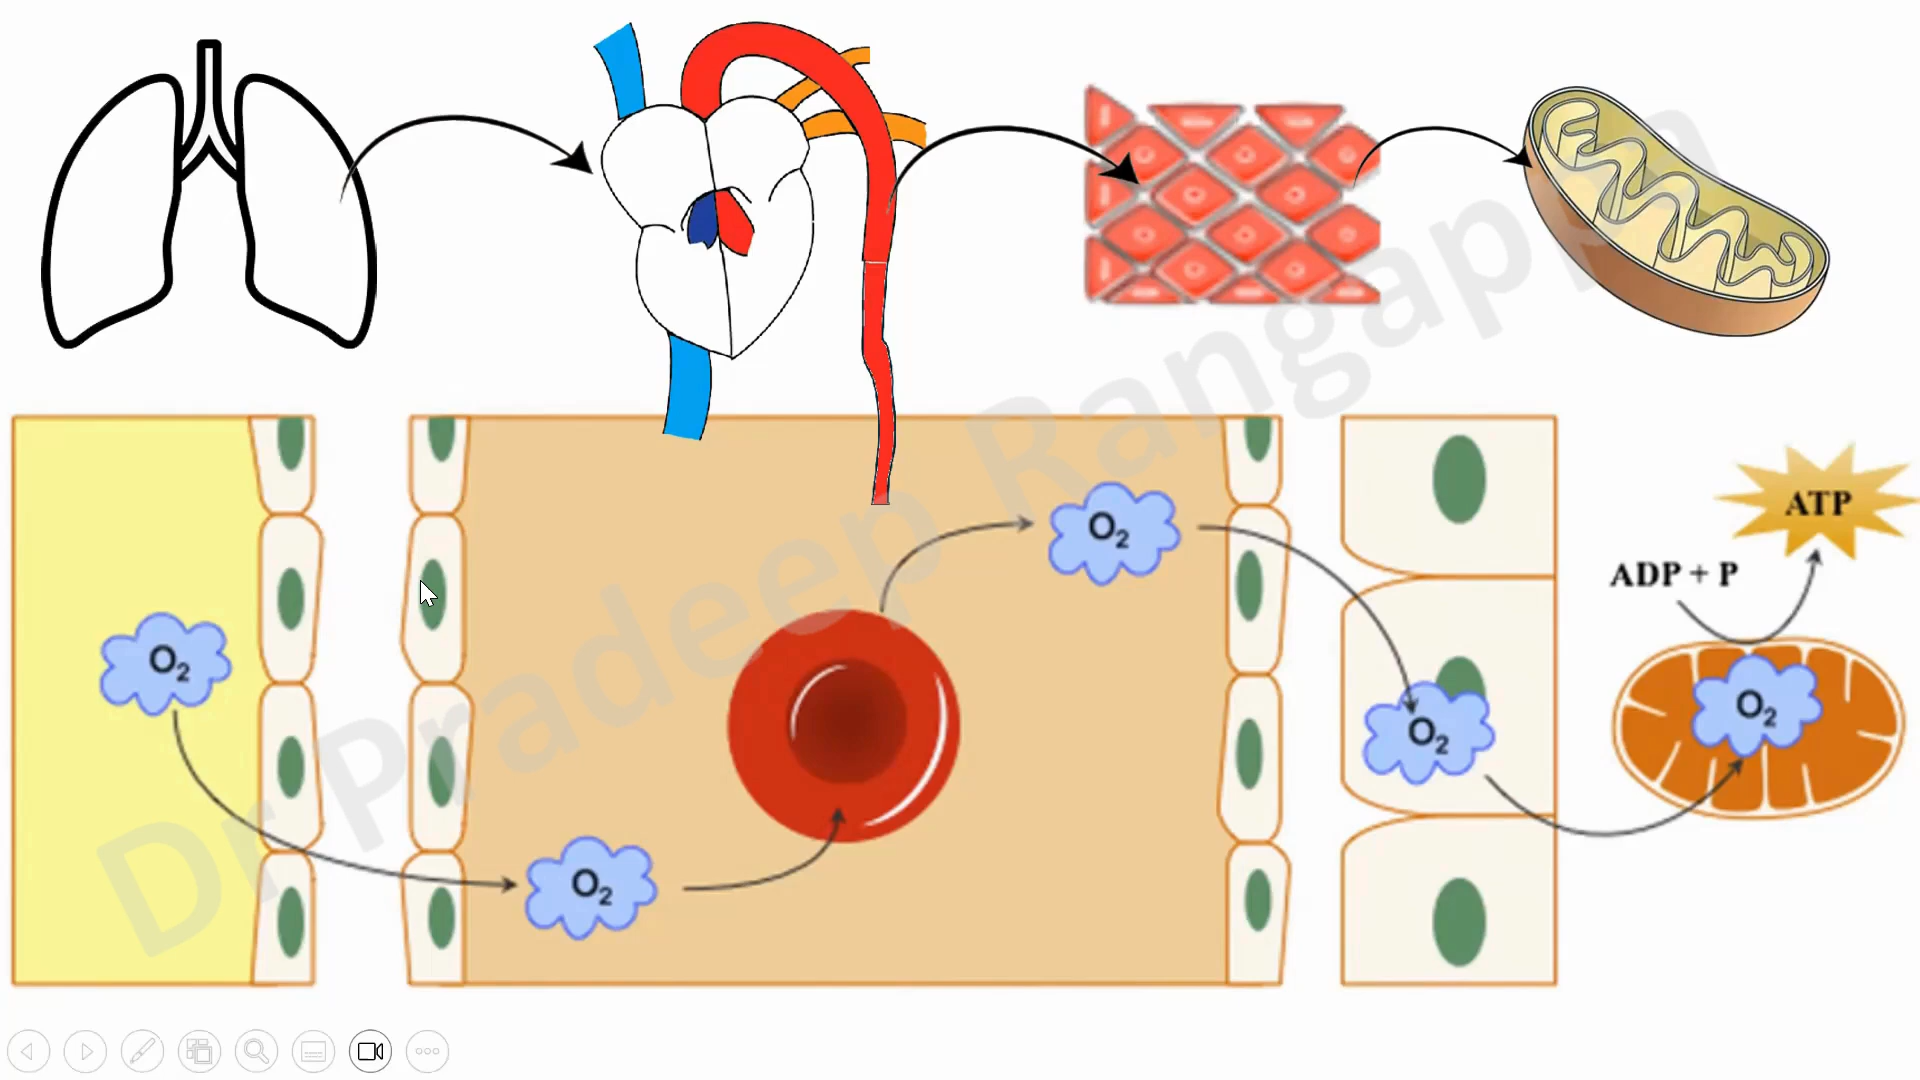 Dr Pradeep Rangappa
O₂
O₂
O₂
O₂
O₂
ADP + P
ATP